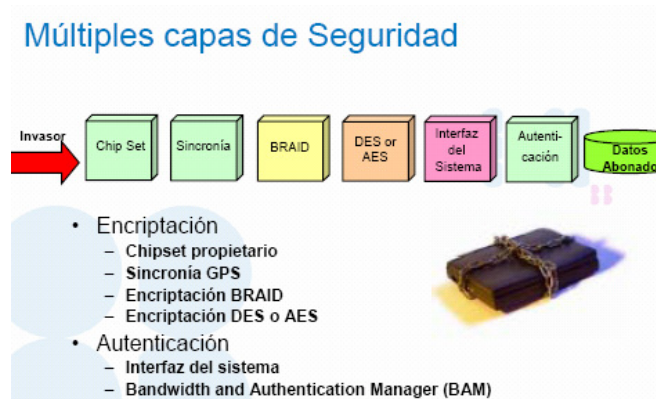 Múltiples capas de Seguridad
Invasor
Chip Set
Sincronía
BRAID
DES or
AES
Interfaz
del
Sistema
Autenti-
cación
Datos
Abonado
• Encriptación
– Chipset propietario
– Sincronía GPS
– Encriptación BRAID
– Encriptación DES o AES
• Autenticación
– Interfaz del sistema
– Bandwidth and Authentication Manager (BAM)